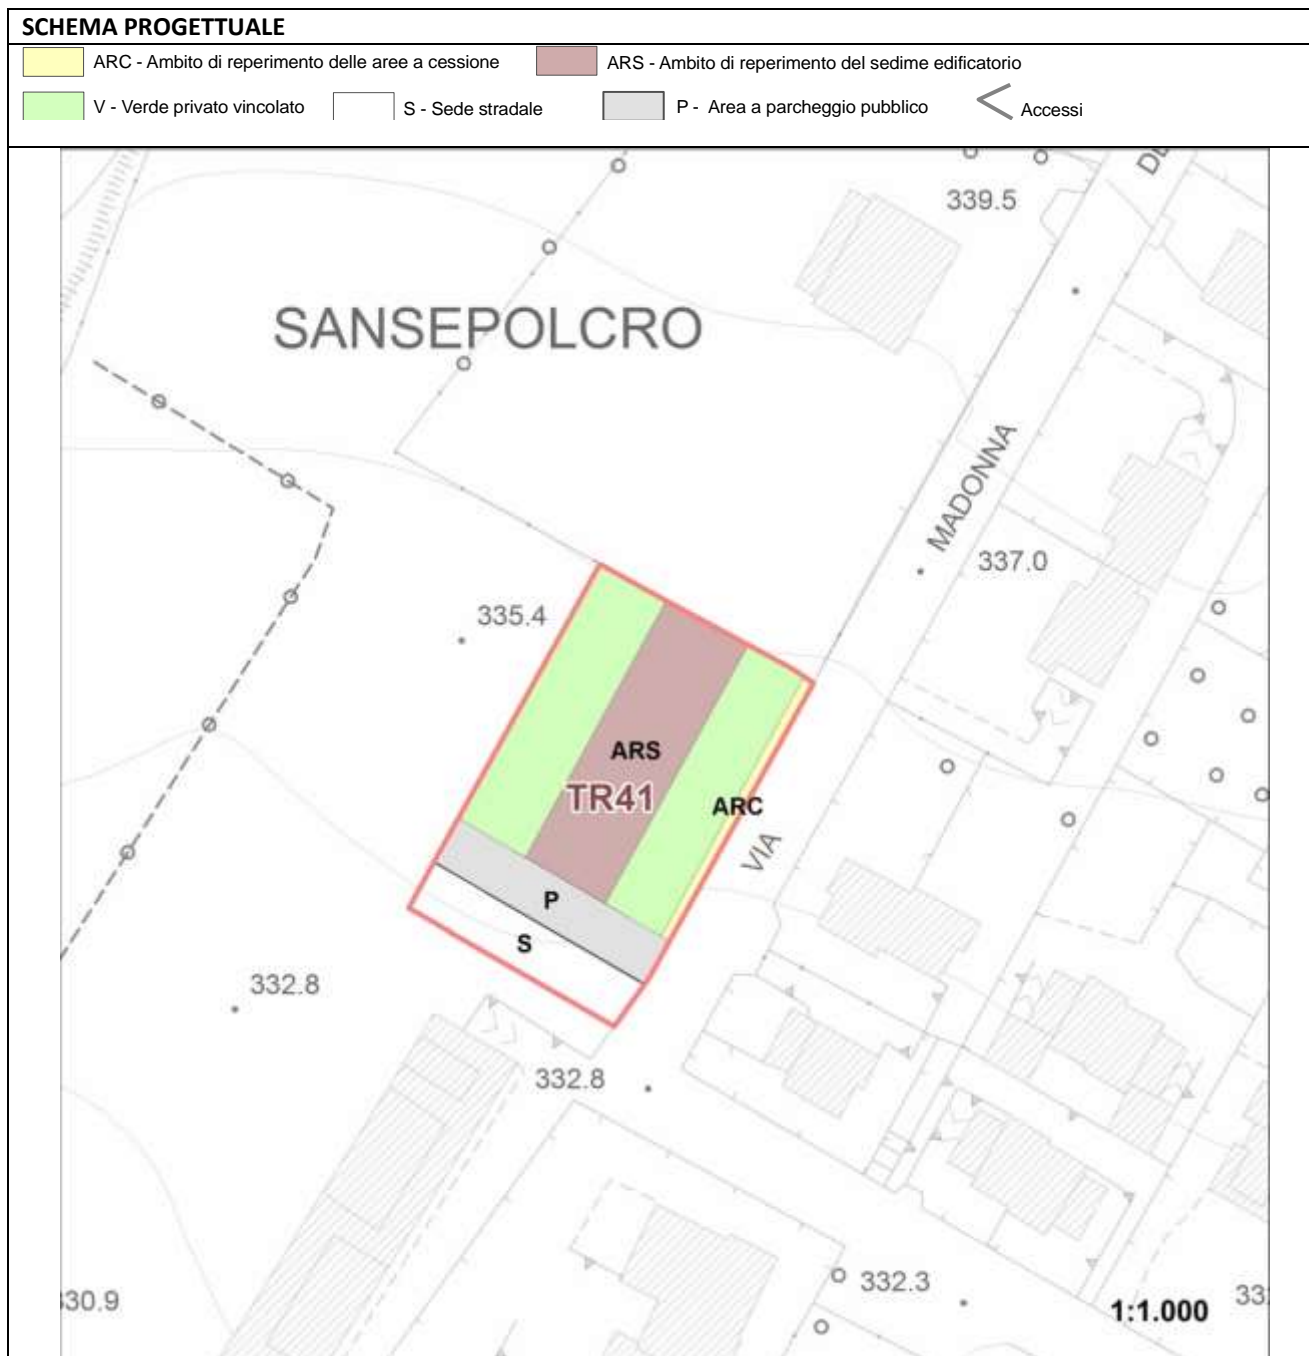 SCHEMA PROGETTUALE
ARC - Ambito di reperimento delle aree a cessione
ARS - Ambito di reperimento del sedime edificatorio
V - Verde privato vincolato
S - Sede stradale
P - Area a parcheggio pubblico
Accessi
339.5
SANSEPOLCRO
MADONNA
337.0
335.4
ARS
TR41
ARC
VIA
P
S
332.8
332.8
332.3
1:1.000